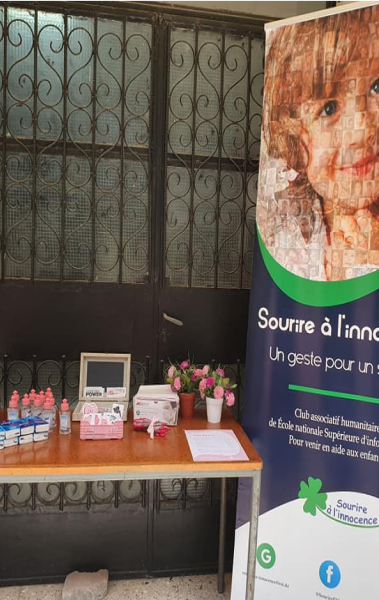 POWER
Sourire à l'inno
Un geste pour un s
Club associatif humanitaire
de École nationale Supérieure d'info
Pour venir en aide aux enfan
Sourire
à l'innocence
G
f